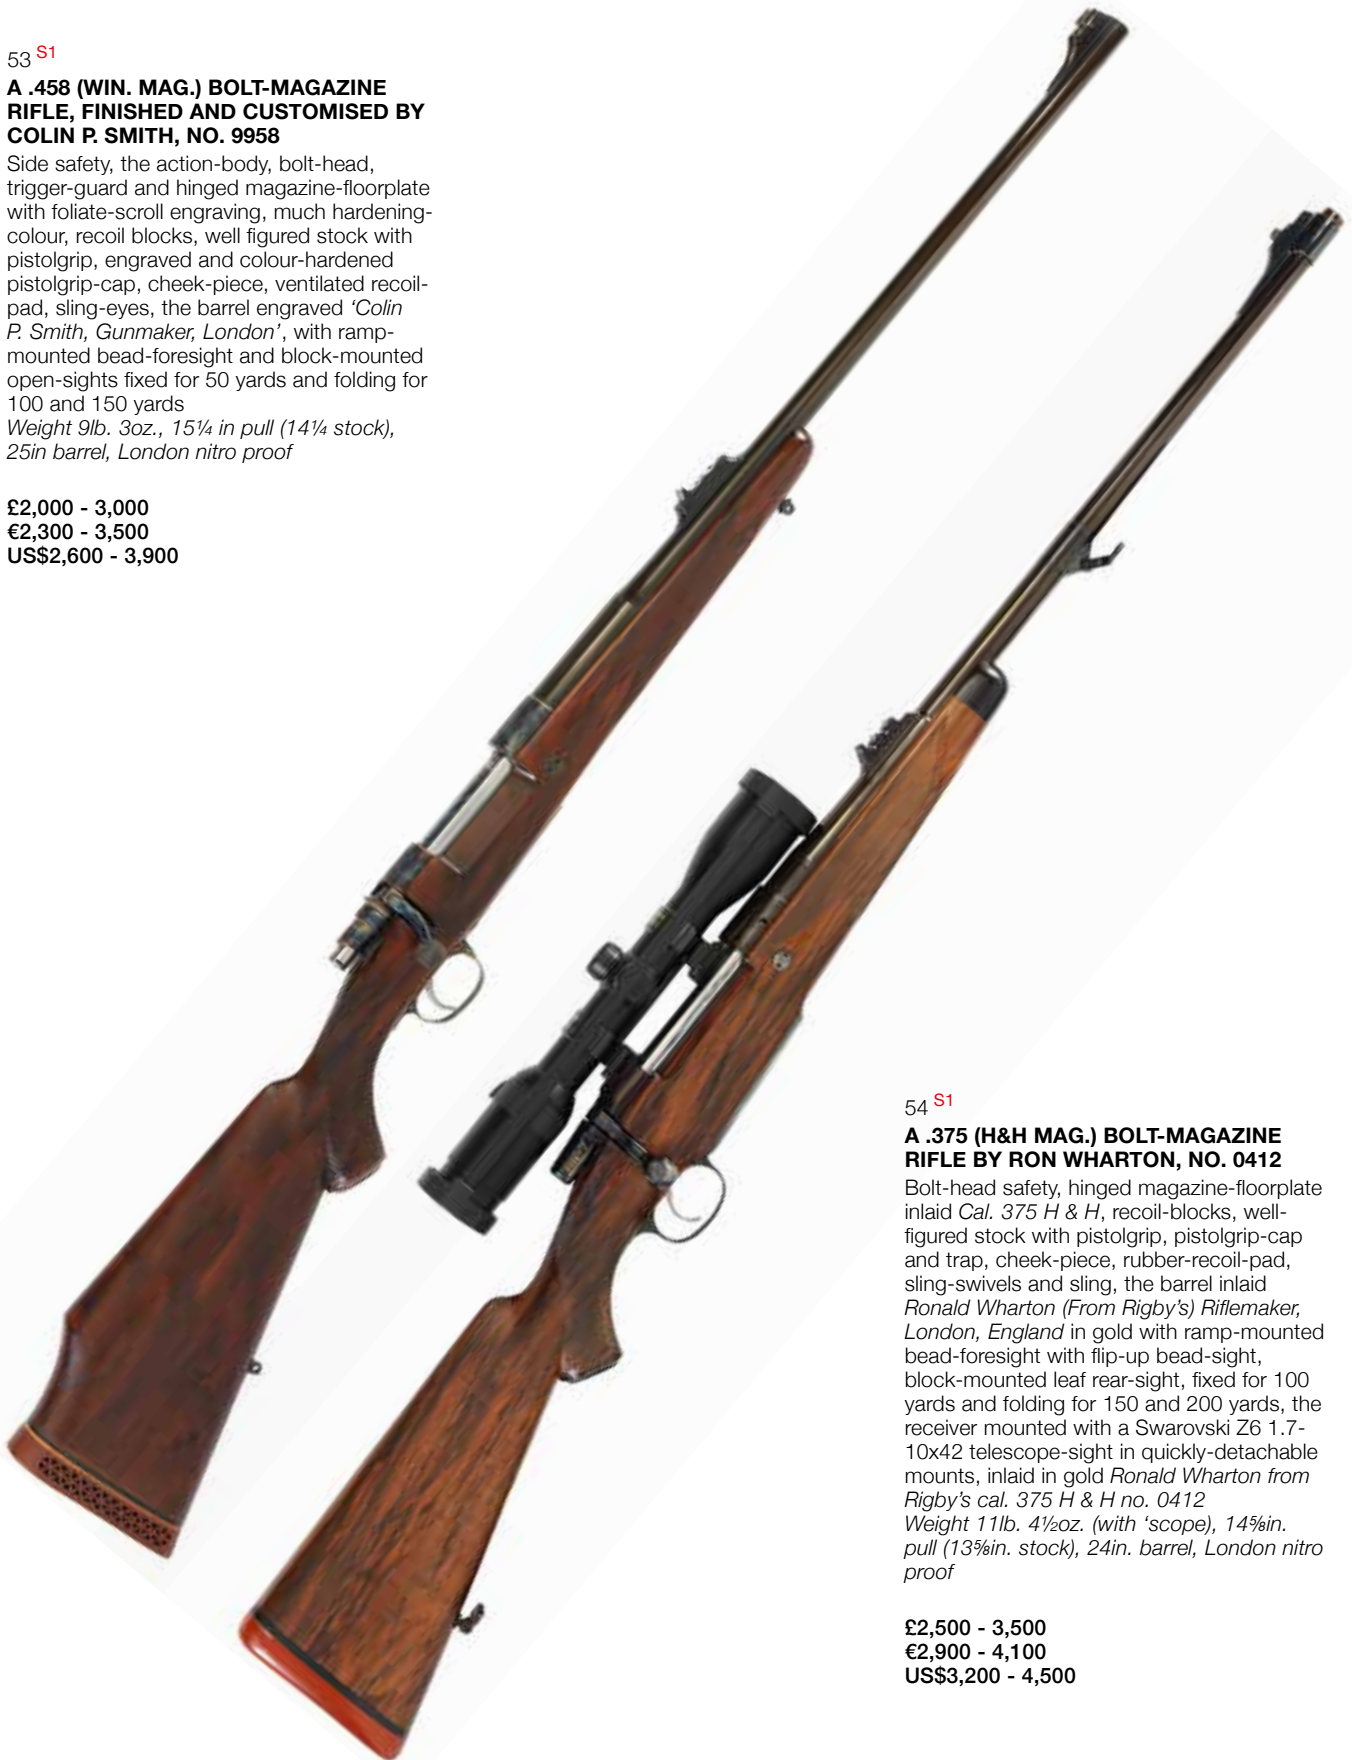 53 S1
A .458 (WIN. MAG.) BOLT-MAGAZINE
RIFLE, FINISHED AND CUSTOMISED BY
COLIN P. SMITH, NO. 9958
Side safety, the action-body, bolt-head,
trigger-guard and hinged magazine-floorplate
with foliate-scroll engraving, much hardening-
colour, recoil blocks, well figured stock with
pistolgrip, engraved and colour-hardened
pistolgrip-cap, cheek-piece, ventilated recoil-
pad, sling-eyes, the barrel engraved ‘Colin
P. Smith, Gunmaker, London’, with ramp-
mounted bead-foresight and block-mounted
open-sights fixed for 50 yards and folding for
100 and 150 yards
Weight 9lb. 3oz., 15¼ in pull (14¼ stock),
25in barrel, London nitro proof
£2,000 - 3,000
€2,300 - 3,500
US$2,600 - 3,900
54 S1
A .375 (H&H MAG.) BOLT-MAGAZINE
RIFLE BY RON WHARTON, NO. 0412
Bolt-head safety, hinged magazine-floorplate
inlaid Cal. 375 H & H, recoil-blocks, well-
figured stock with pistolgrip, pistolgrip-cap
and trap, cheek-piece, rubber-recoil-pad,
sling-swivels and sling, the barrel inlaid
Ronald Wharton (From Rigby’s) Riflemaker,
London, England in gold with ramp-mounted
bead-foresight with flip-up bead-sight,
block-mounted leaf rear-sight, fixed for 100
yards and folding for 150 and 200 yards, the
receiver mounted with a Swarovski Z6 1.7-
10x42 telescope-sight in quickly-detachable
mounts, inlaid in gold Ronald Wharton from
Rigby’s cal. 375 H & H no. 0412
Weight 11lb. 4½oz. (with ‘scope), 14⅝in.
pull (13⅝in. stock), 24in. barrel, London nitro
proof
£2,500 - 3,500
€2,900 - 4,100
US$3,200 - 4,500